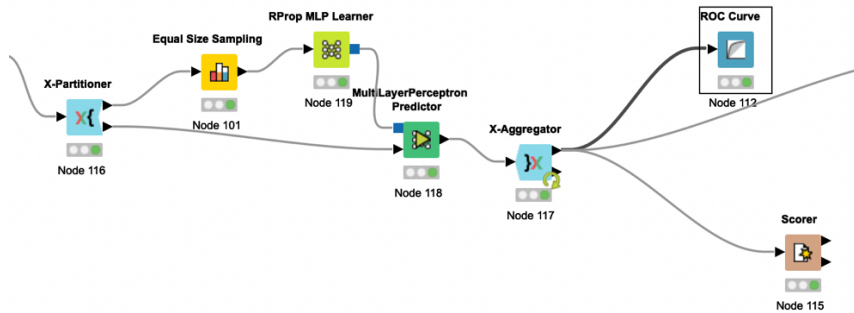 RProp MLP Learner
ROC Curve
Equal Size Sampling
X-Partitioner
Node 119
MultiLayerPerceptron
Predictor
Node 112
Node 101
X-Aggregator
Node 116
Node 118
Node 117
Scorer
Node 115